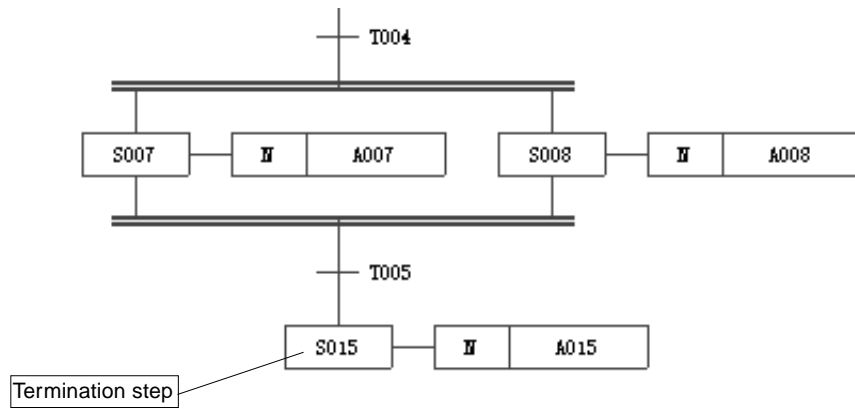 T004
S007 N A007 S008 N A008
T005
S015 N A015
Termination step